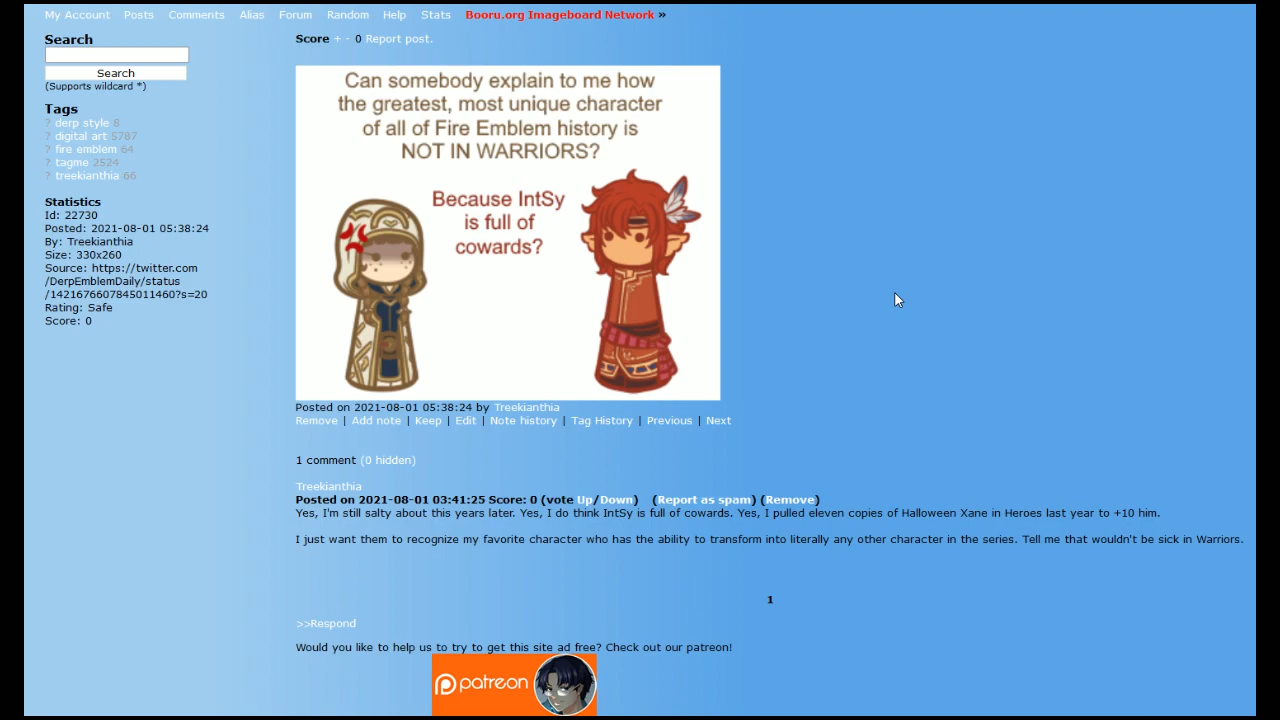 My Account Posts Comments Alias Forum Random Help Stats Booru.org Imageboard Network »
Search
Search
(Supports wildcard *)
Tags
? derp style 8
? digital art 5787
? fire emblem 64
? tagme 2524
? treekianthia 66
Statistics
Id: 22730
Posted: 2021-08-01 05:38:24
By: Treekianthia
Size: 330x260
Source: https://twitter.com
/DerpEmblemDaily/status
/1421676607845011460?s=20
Rating: Safe
Score: 0
Score + - 0 Report post.
Can somebody explain to me how
the greatest, most unique character
of all of Fire Emblem history is
NOT IN WARRIORS?
Because IntSy
is full of
cowards?
Posted on 2021-08-01 05:38:24 by Treekianthia
Remove | Add note | Keep | Edit | Note history | Tag History | Previous | Next
1 comment (0 hidden)
Treekianthia
Posted on 2021-08-01 03:41:25 Score: 0 (vote Up/Down) (Report as spam) (Remove)
Yes, I'm still salty about this years later. Yes, I do think IntSy is full of cowards. Yes, I pulled eleven copies of Halloween Xane in Heroes last year to +10 him.
I just want them to recognize my favorite character who has the ability to transform into literally any other character in the series. Tell me that wouldn't be sick in Warriors.
1
>>Respond
Would you like to help us to try to get this site ad free? Check out our patreon!
patreon